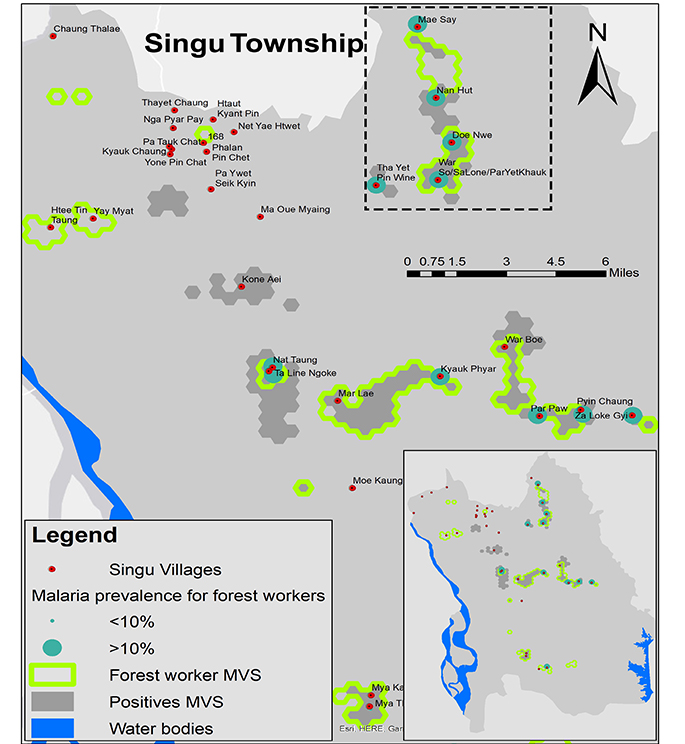 Singu Township
N
Chaung Thalae
Mae Say
Nan Hut
Thayet Chaung
Htaut
Kyant Pin
Nga Pyar Pay
Net Yae Htwet
168
Pa Tauk Chat
Phalan
Kyauk Chaung
Pin Chet
Yone Pin Chat
Doe Nwe
War
Tha Yet
Pin Wine
So/SaLone/ParYetKhauk
Pa Ywet
Seik Kyin
Htee Tin
Taung
Yay Myat
Ma Oue Myaing
0 0.75 1.5 3 4.5 6
Miles
Kone Aei
War Boe
Nat Taung
Ta Line Ngoke
Kyauk Phyar
Mar Lae
Par Paw
Pyin Chaung
Za Loke Gyi
Moe Kaung
Legend
Singu Villages
Malaria prevalence for forest workers
<10%
>10%
Forest worker MVS
Positives MVS
Water bodies
Mya Ka
Mya Th
Esri HERE Gar